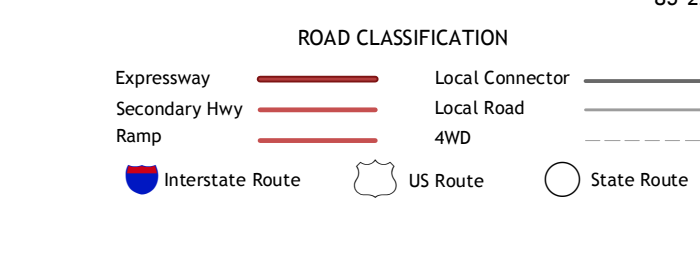 ROAD CLASSIFICATION
Expressway
Local Connector
Secondary Hwy
Local Road
Ramp
4WD
Interstate Route
US Route
State Route